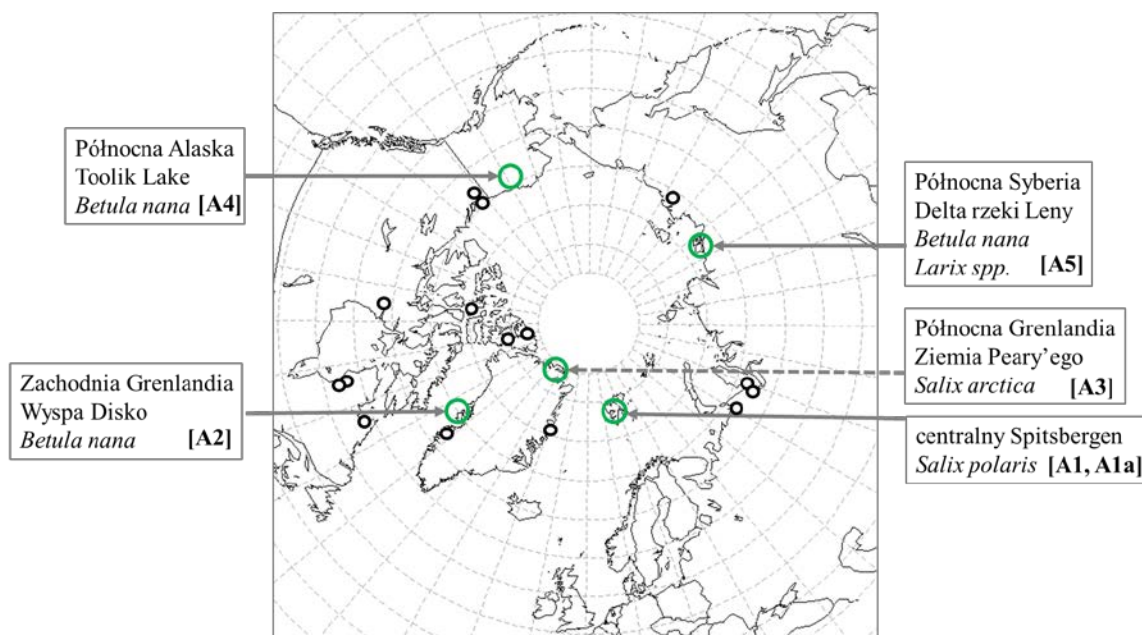 Północna Alaska
Toolik Lake
Betula nana [A4]
Zachodnia Grenlandia
Wyspa Disko
Betula nana [A2]
Północna Syberia
Delta rzeki Leny
Betula nana
Larix spp. [A5]
Północna Grenlandia
Ziemia Peary’ego
Salix arctica [A3]
centralny Spitsbergen
Salix polaris [A1, A1a]